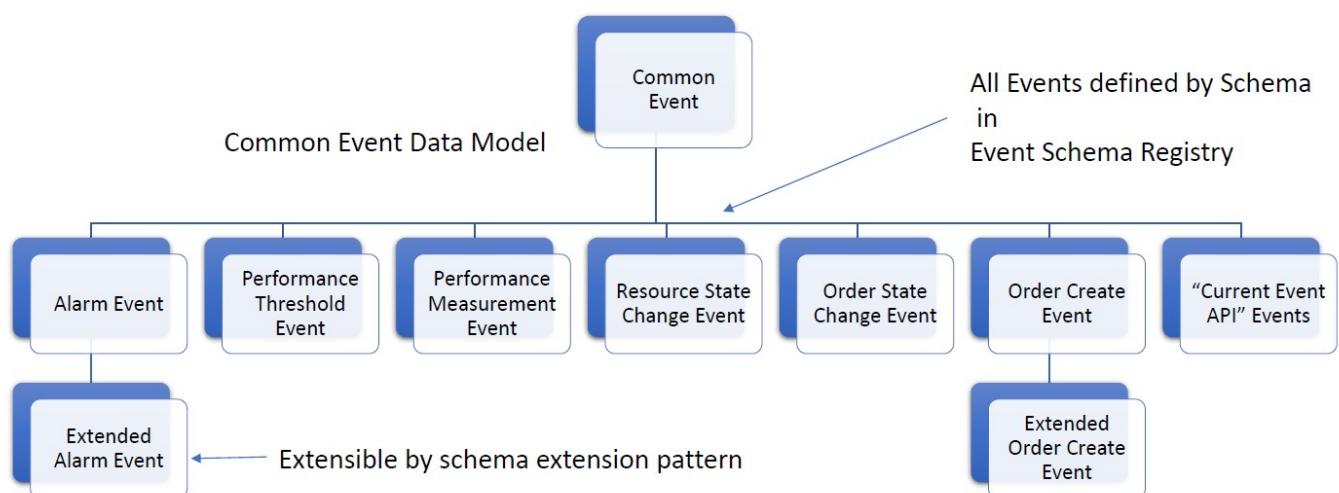 Common
Event
All Events defined by Schema
in
Event Schema Registry
Common Event Data Model
Alarm Event
Performance
Threshold
Event
Performance
Measurement
Event
Resource State
Change Event
Order State
Change Event
Order Create
Event
“Current Event
API” Events
Extended
Alarm Event
Extensible by schema extension pattern
Extended
Order Create
Event